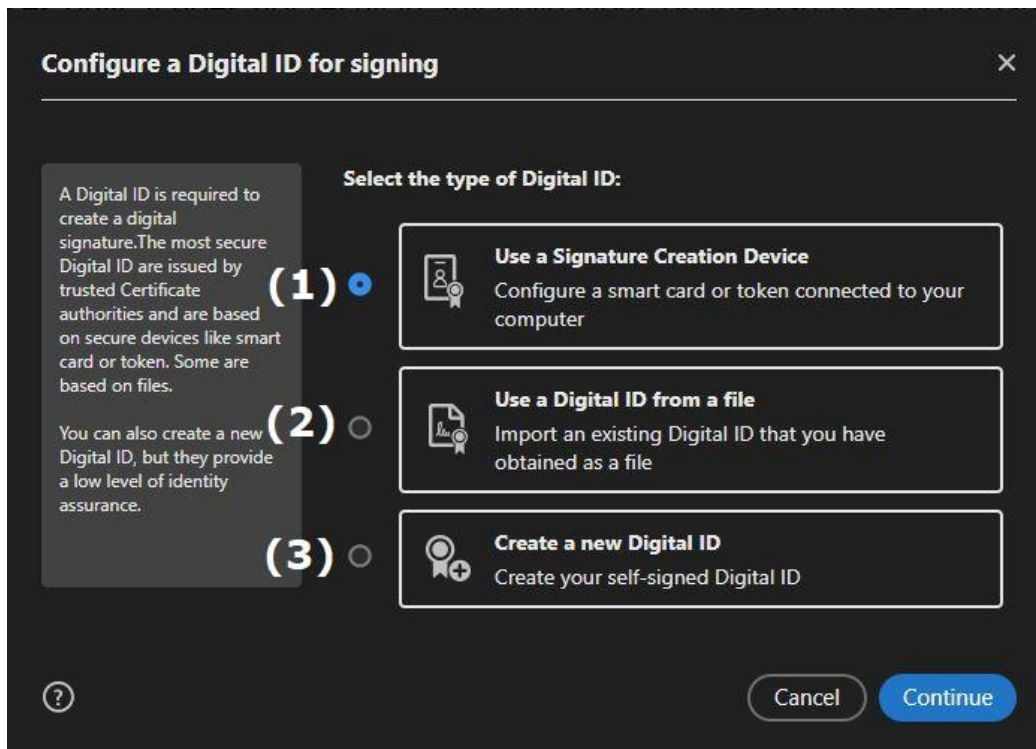 Configure a Digital ID for signing
A Digital ID is required to
create a digital
signature.The most secure
Digital ID are issued by
trusted Certificate
authorities and are based
on secure devices like smart
card or token. Some are
based on files.
You can also create a new
Digital ID, but they provide
a low level of identity
assurance.
Select the type of Digital ID:
(1)
Use a Signature Creation Device
Configure a smart card or token connected to your
computer
(2)
Use a Digital ID from a file
Import an existing Digital ID that you have
obtained as a file
(3)
Create a new Digital ID
Create your self-signed Digital ID
?
Cancel
Continue